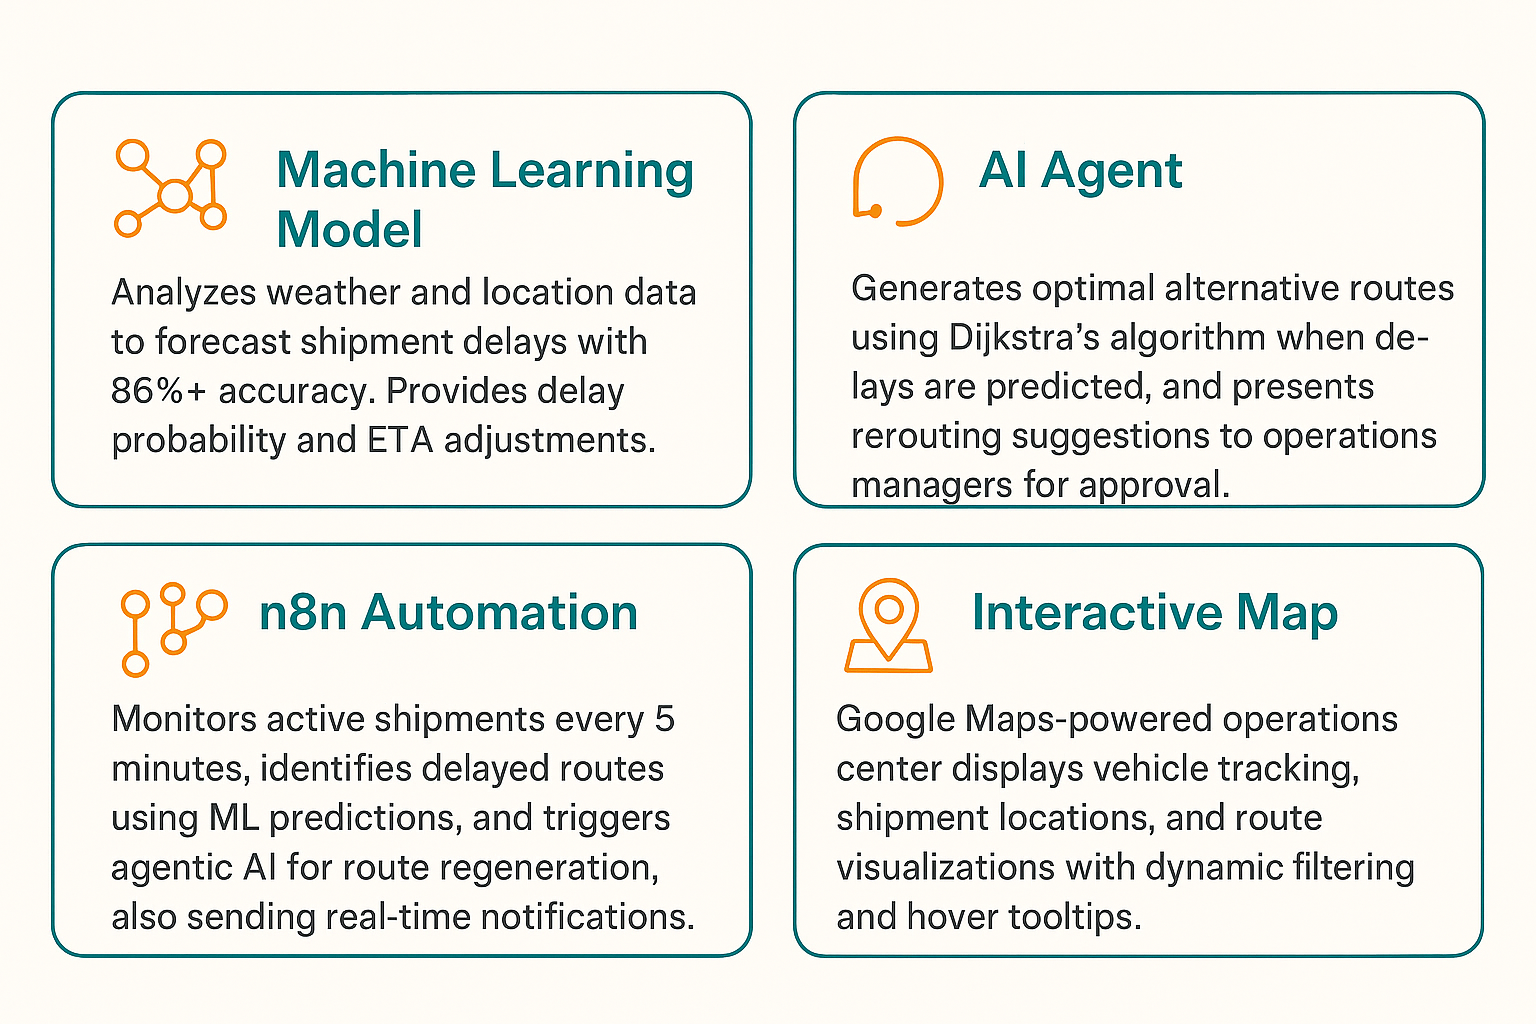 Machine Learning
Model
Analyzes weather and location data
to forecast shipment delays with
86%+ accuracy. Provides delay
probability and ETA adjustments.
AI Agent
Generates optimal alternative routes
using Dijkstra’s algorithm when de-
lays are predicted, and presents
rerouting suggestions to operations
managers for approval.
n8n Automation
Monitors active shipments every 5
minutes, identifies delayed routes
using ML predictions, and triggers
agentic AI for route regeneration,
also sending real-time notifications.
Interactive Map
Google Maps-powered operations
center displays vehicle tracking,
shipment locations, and route
visualizations with dynamic filtering
and hover tooltips.